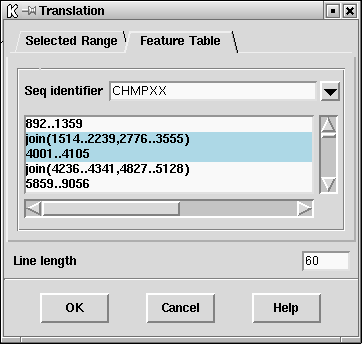 K Translation
Selected Range Feature Table
Seq identifier CHMPXX
892..1359
join(1514..2239,2776..3555)
4001..4105
join(4236..4341,4827..5128)
5859..9056
Line length 60
OK Cancel Help